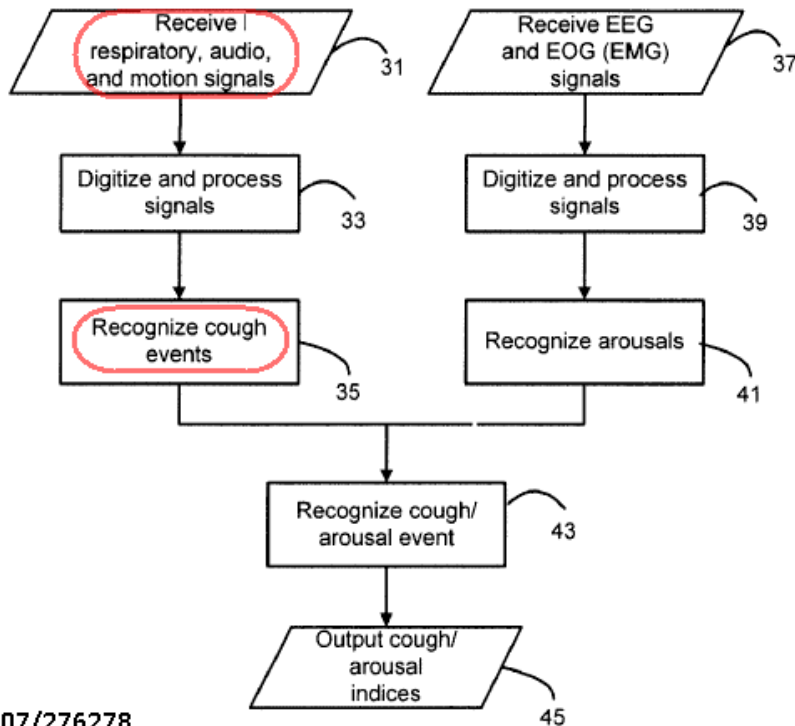 Receive
respiratory, audio,
and motion signals
31
Receive EEG
and EOG (EMG)
signals
37
Digitize and process
signals
33
Digitize and process
signals
39
Recognize cough
events
35
Recognize arousals
41
Recognize cough/
arousal event
43
Output cough/
arousal
indices
45
07/276278